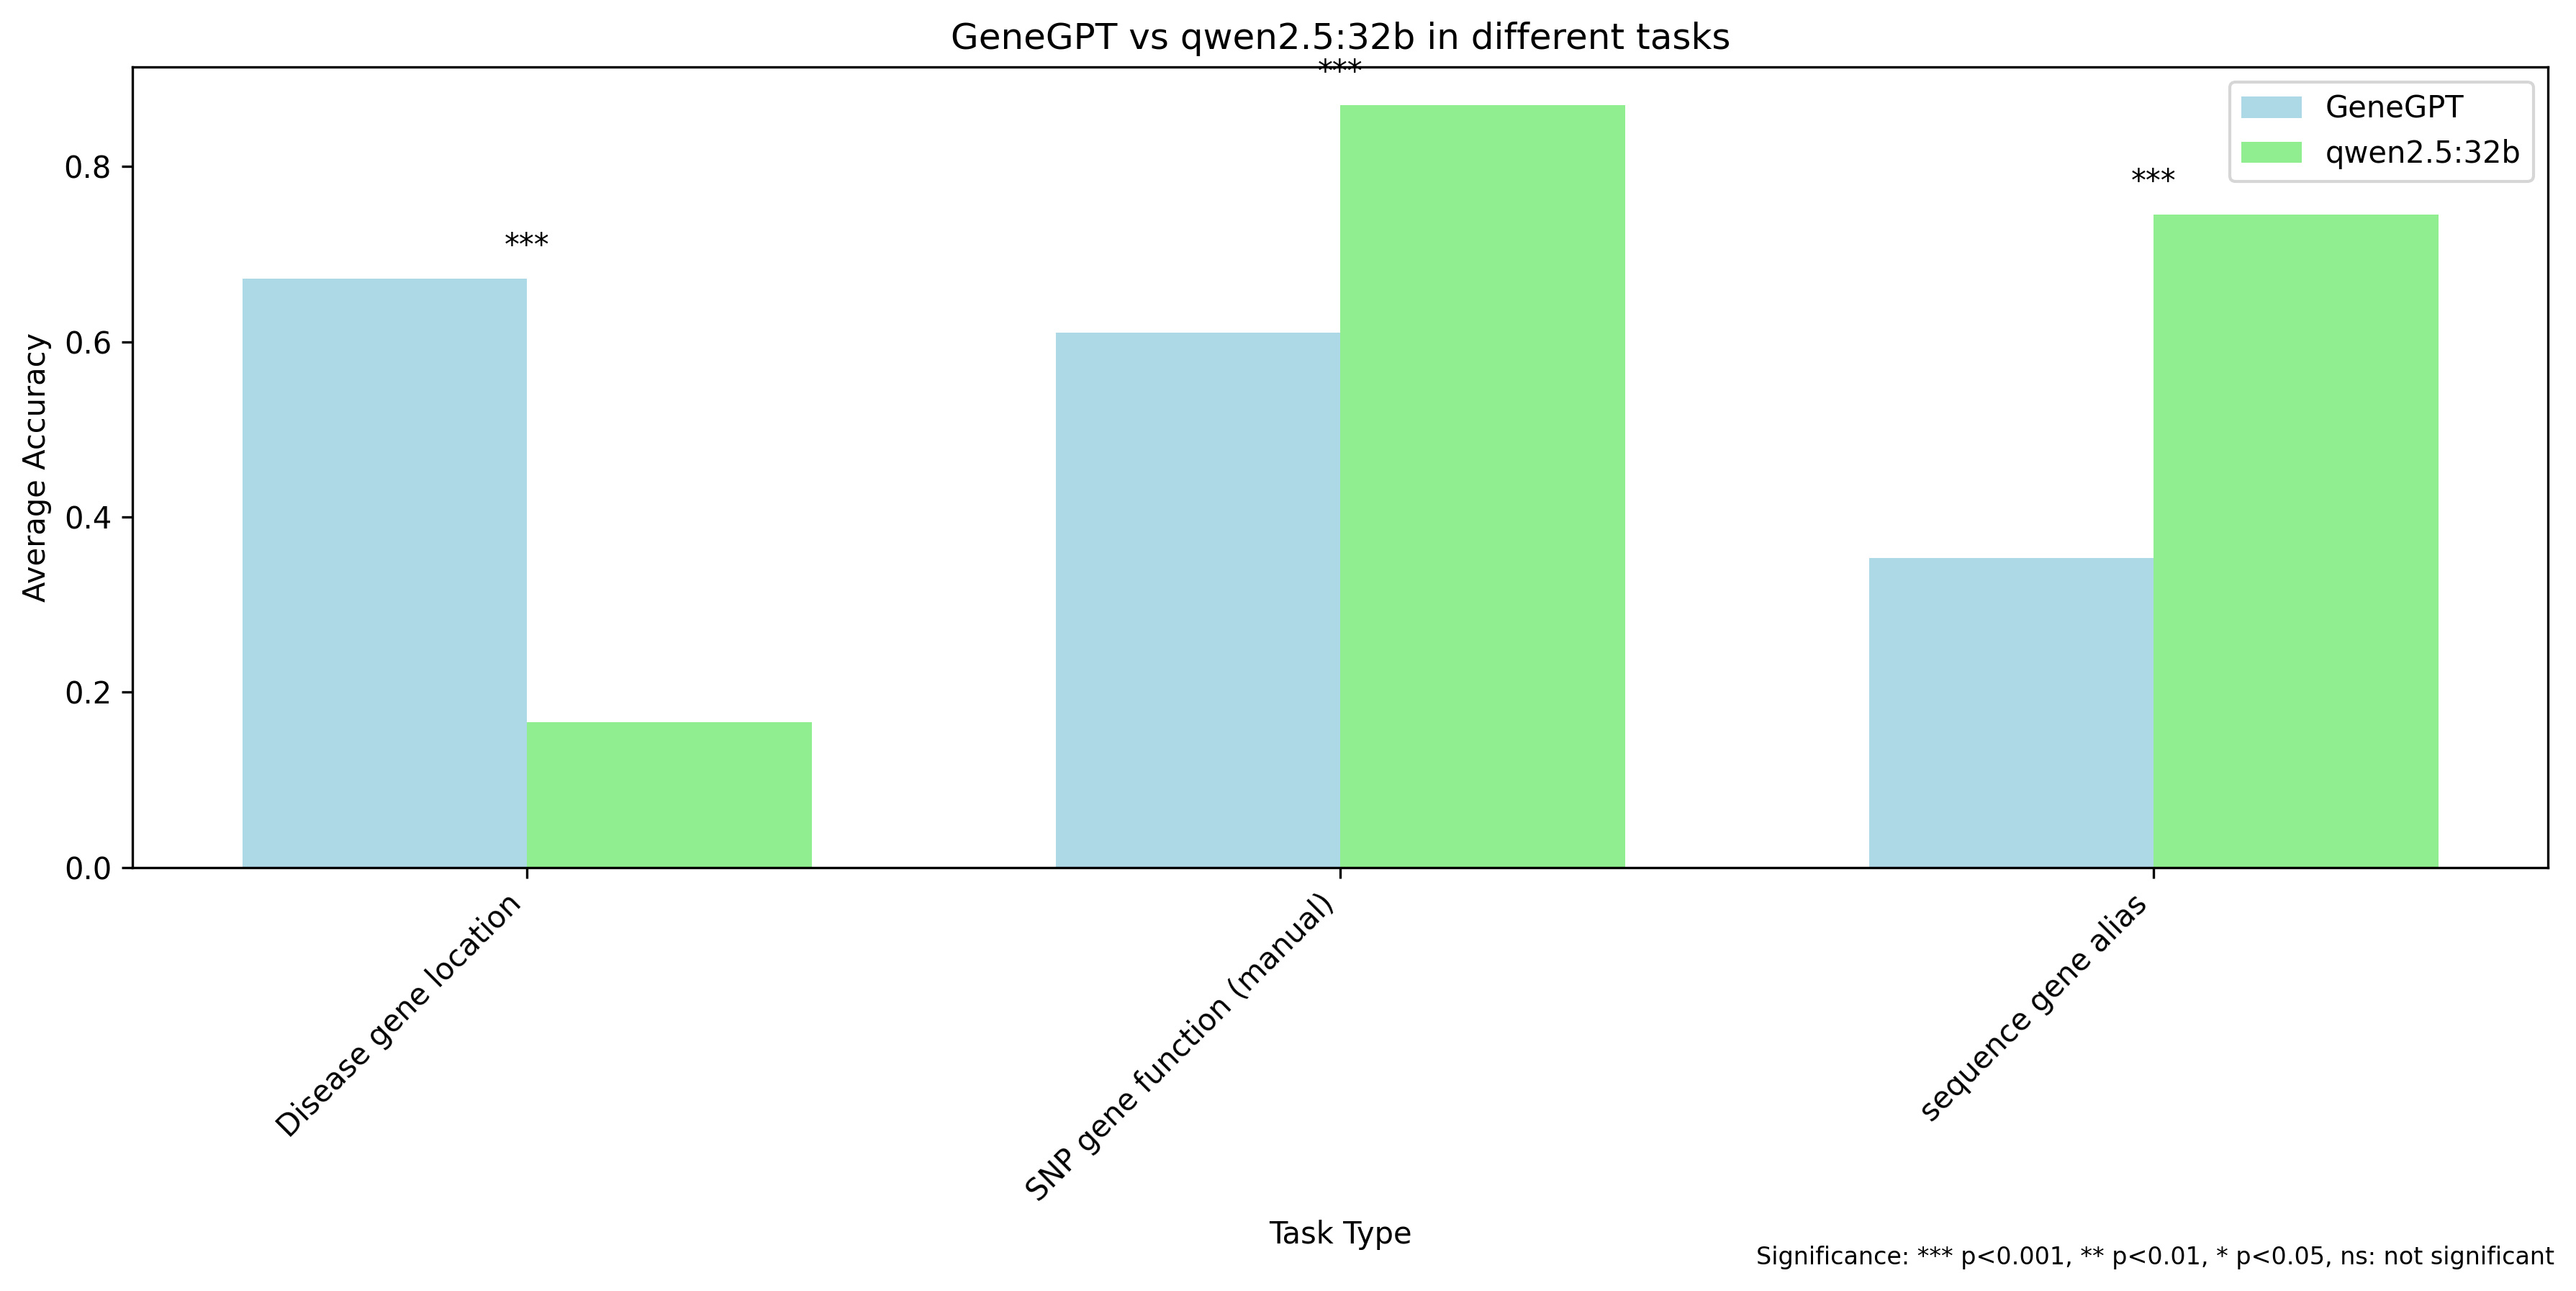 GeneGPT vs qwen2.5:32b in different tasks
***
GeneGPT
qwen2.5:32b
***
***
Average Accuracy
0.8
0.6
0.4
0.2
0.0
Disease gene location
SNP gene function (manual)
sequence gene alias
Task Type
Significance: *** p<0.001, ** p<0.01, * p<0.05, ns: not significant